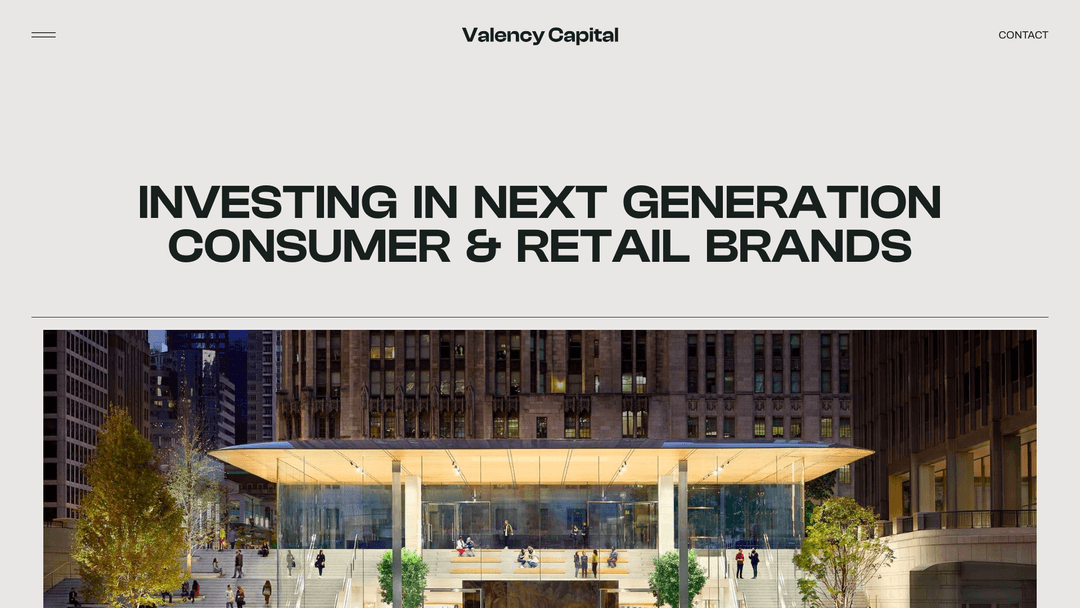 Valency Capital
CONTACT
INVESTING IN NEXT GENERATION
CONSUMER & RETAIL BRANDS